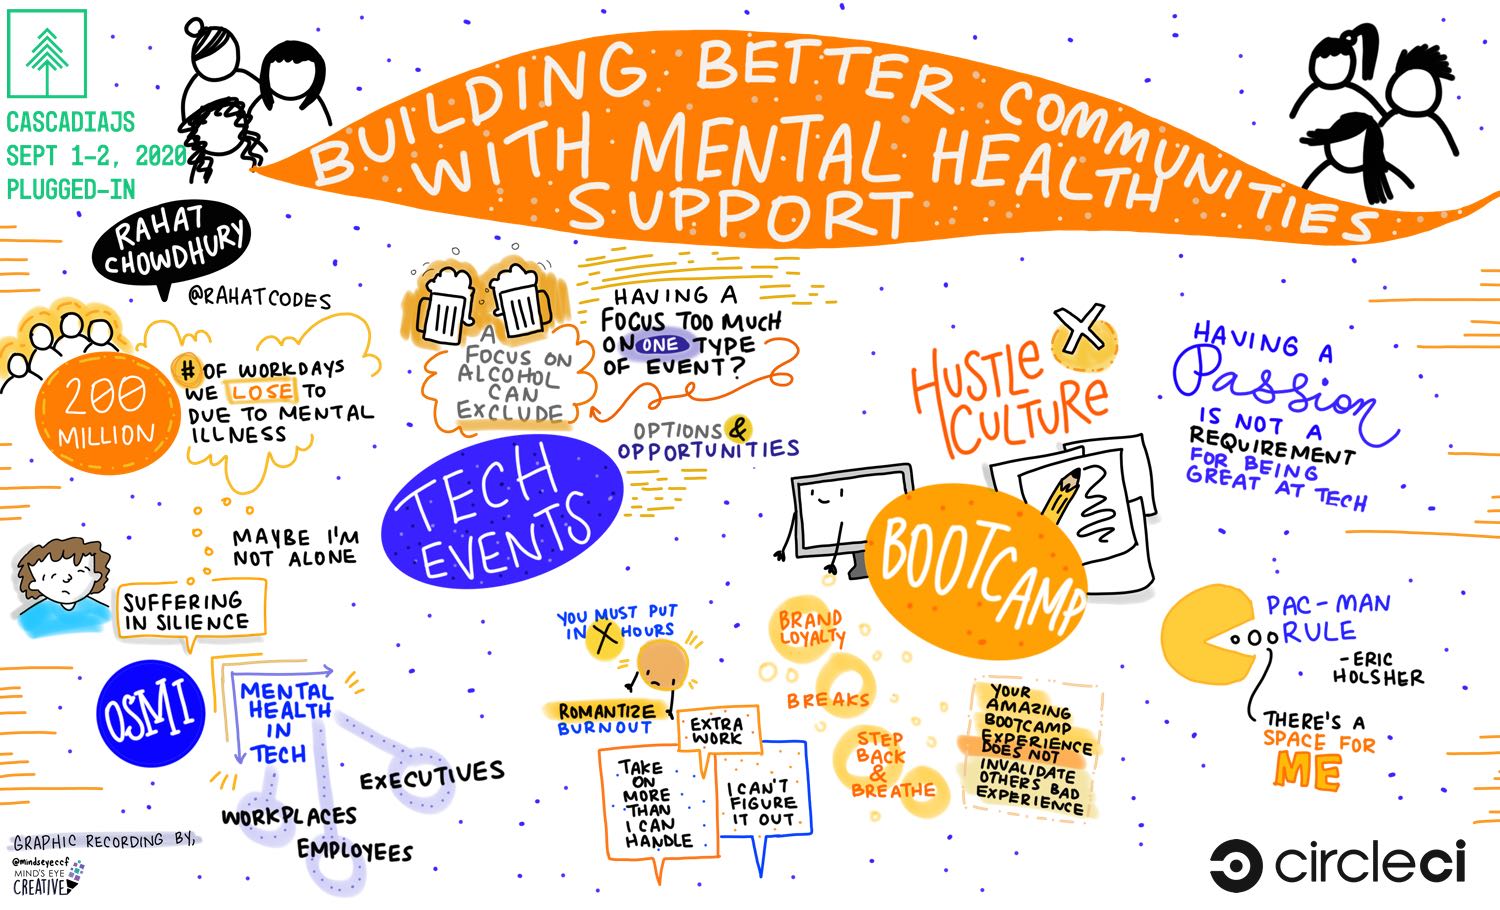 CASCADIAJS
SEPT 1-2, 2020
PLUGGED-IN
BUILDING BETTER COMMUNITIES
WITH MENTAL HEALTH
SUPPORT
RAHAT
CHOWDHURY
@RAHATCODES
200
MILLION
# OF WORKDAYS
WE LOSE TO
DUE TO MENTAL
ILLNESS
MAYBE I'M
NOT ALONE
SUFFERING
IN SILIENCE
OSMI
MENTAL
HEALTH
IN
TECH
EXECUTIVES
WORKPLACES
EMPLOYEES
A
FOCUS ON
ALCOHOL
CAN
EXCLUDE
HAVING A
FOCUS TOO MUCH
ON ONE TYPE
OF EVENT?
OPTIONS &
OPPORTUNITIES
TECH
EVENTS
YOU MUST PUT
IN X HOURS
ROMANTIZE
BURNOUT
EXTRA
WORK
TAKE
ON
MORE
THAN
I CAN
HANDLE
I CAN'T
FIGURE
IT OUT
HUSTLE X
CULTURE
BOOTCAMP
BRAND
LOYALTY
BREAKS
STEP
BACK
&
BREATHE
YOUR
AMAZING
BOOTCAMP
EXPERIENCE
DOES NOT
INVALIDATE
OTHERS BAD
EXPERIENCE
HAVING A
Passion
IS NOT A
REQUIREMENT
FOR BEING
GREAT AT TECH
PAC-MAN
RULE
-ERIC
HOLSHER
THERE'S A
SPACE FOR
ME
GRAPHIC RECORDING BY,
@mindseyeccf
MIND'S EYE
CREATIVE
circleci